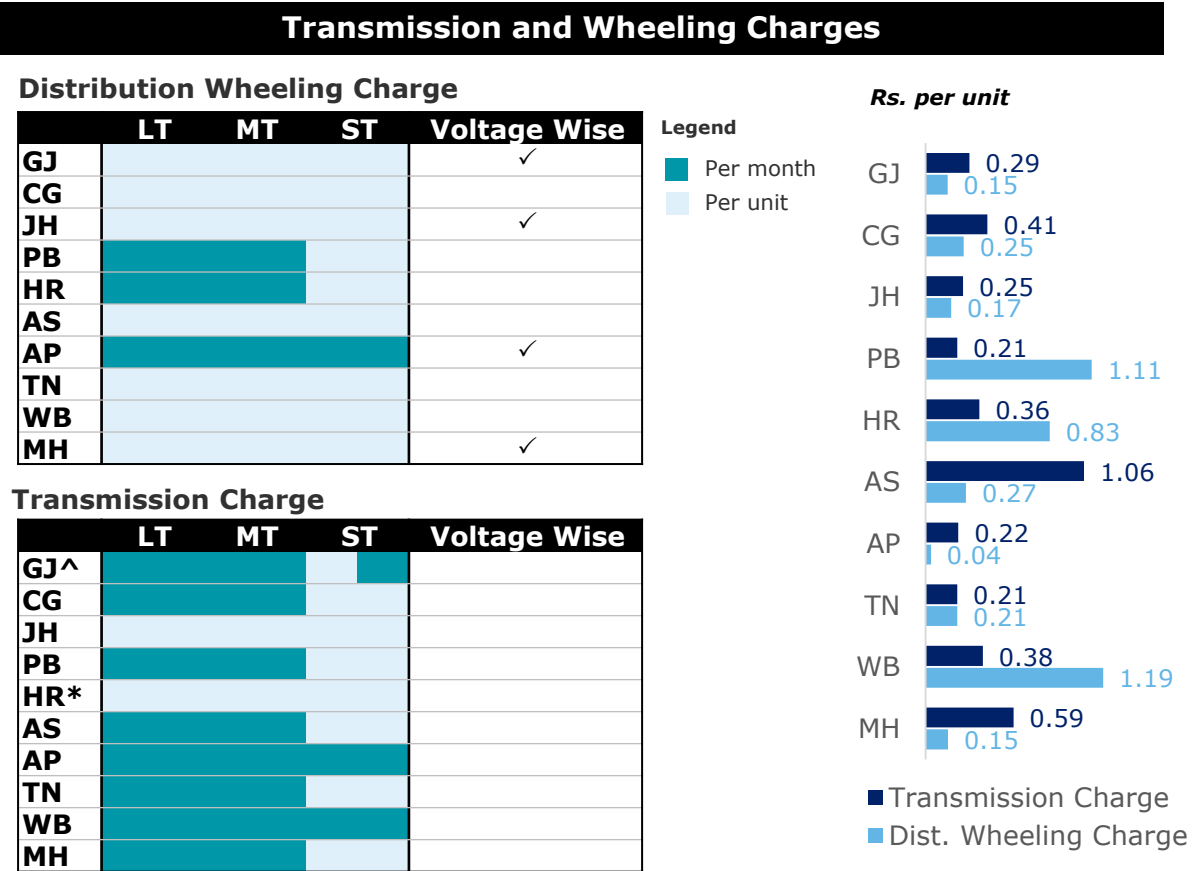 Transmission and Wheeling Charges
Distribution Wheeling Charge
LT MT ST Voltage Wise
GJ ✓
CG
JH ✓
PB
HR
AS
AP ✓
TN
WB
MH ✓
Legend
Per month
Per unit
Transmission Charge
LT MT ST Voltage Wise
GJ^
CG
JH
PB
HR*
AS
AP
TN
WB
MH
Rs. per unit
GJ 0.29
0.15
CG 0.41
0.25
JH 0.25
0.17
PB 0.21
1.11
HR 0.36
0.83
AS 1.06
0.27
AP 0.22
0.04
TN 0.21
0.21
WB 0.38
1.19
MH 0.59
0.15
Transmission Charge
Dist. Wheeling Charge